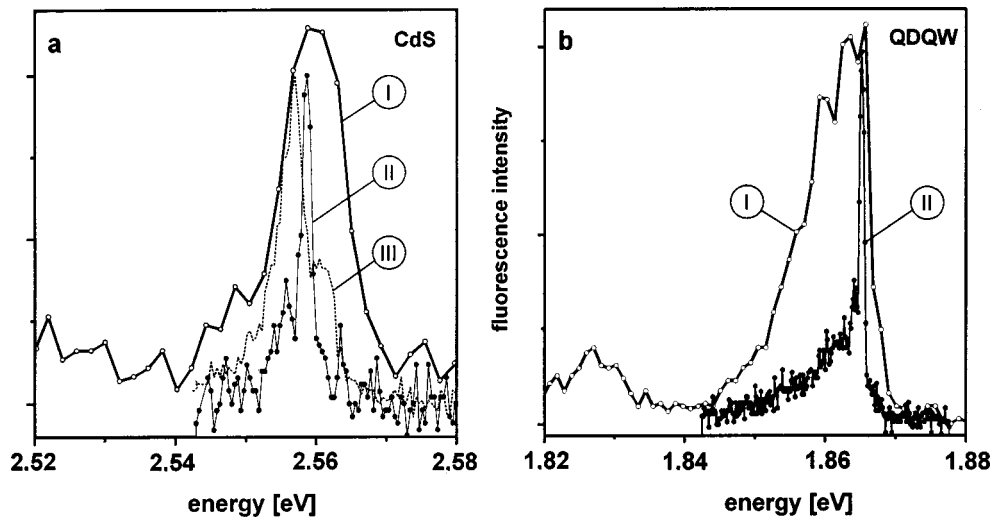 a
CdS
I
II
III
2.52
2.54
2.56
2.58
energy [eV]
b
QDQW
fluorescence intensity
I
II
1.82
1.84
1.86
1.88
energy [eV]